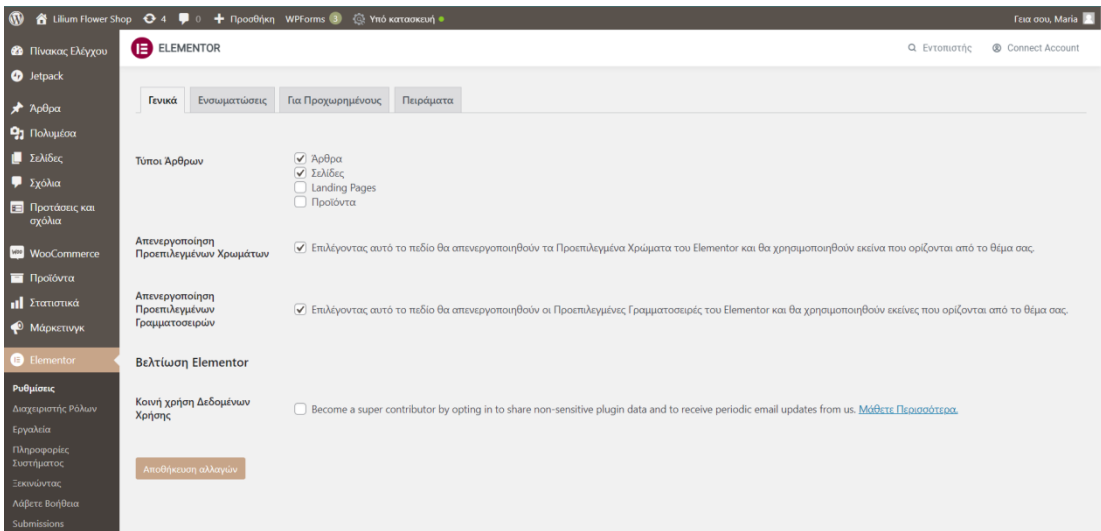 Lilium Flower Shop 4 0 + Προσθήκη WPForms 3 Υπό κατασκευή Γεια σου, Maria
Πίνακας Ελέγχου
Jetpack
Άρθρα
Πολυμέσα
Σελίδες
Σχόλια
Προτάσεις και
σχόλια
WooCommerce
Προϊόντα
Στατιστικά
Μάρκετινγκ
Elementor
Ρυθμίσεις
Διαχειριστής Ρόλων
Εργαλεία
Πληροφορίες
Συστήματος
Ξεκινώντας
Λάβετε Βοήθεια
Submissions
ELEMENTOR Εντοπιστής Connect Account
Γενικά Ενσωματώσεις Για Προχωρημένους Πειράματα
Τύποι Άρθρων
Άρθρα
Σελίδες
Landing Pages
Προϊόντα
Απενεργοποίηση
Προεπιλεγμένων Χρωμάτων
Επιλέγοντας αυτό το πεδίο θα απενεργοποιηθούν τα Προεπιλεγμένα Χρώματα του Elementor και θα χρησιμοποιηθούν εκείνα που ορίζονται από το θέμα σας.
Απενεργοποίηση
Προεπιλεγμένων
Γραμματοσειρών
Επιλέγοντας αυτό το πεδίο θα απενεργοποιηθούν οι Προεπιλεγμένες Γραμματοσειρές του Elementor και θα χρησιμοποιηθούν εκείνες που ορίζονται από το θέμα σας.
Βελτίωση Elementor
Κοινή χρήση Δεδομένων
Χρήσης
Become a super contributor by opting in to share non-sensitive plugin data and to receive periodic email updates from us. Μάθετε Περισσότερα.
Αποθήκευση αλλαγών